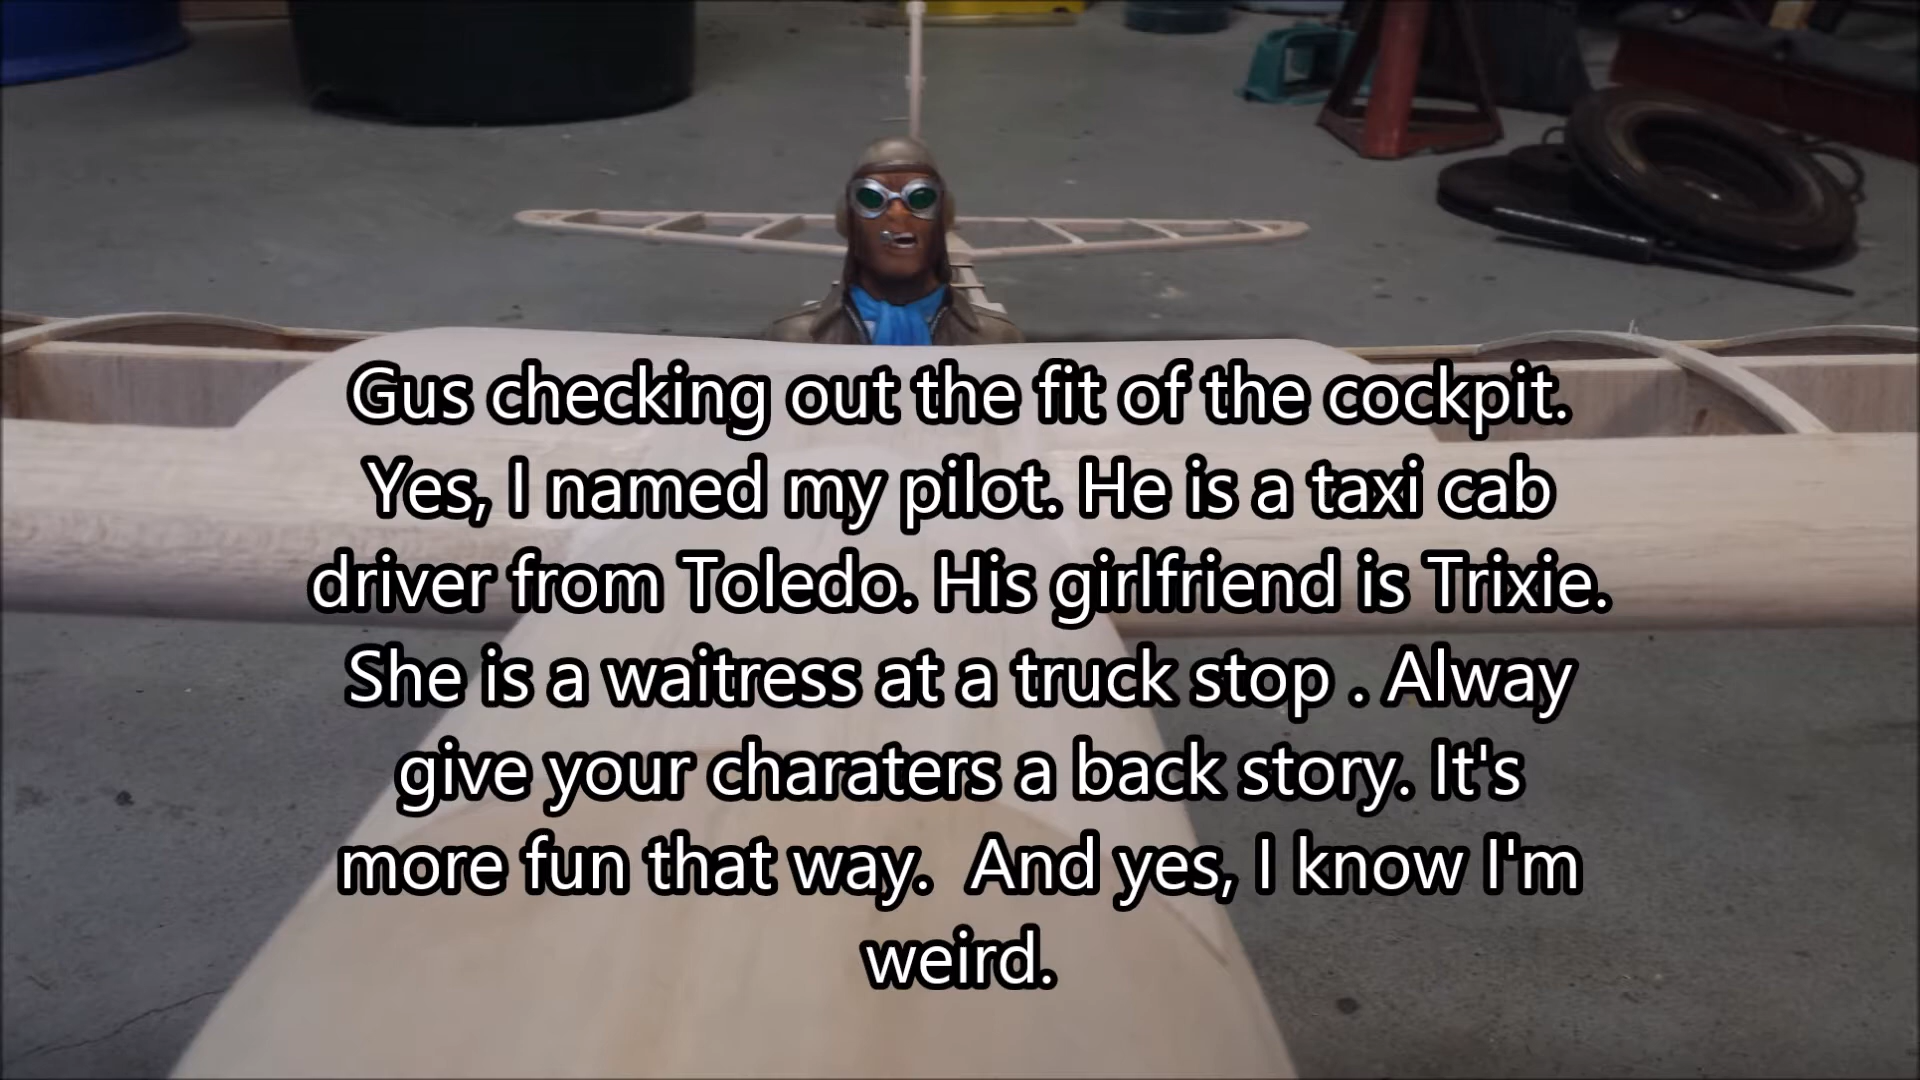 Gus checking out the fit of the cockpit.
Yes, I named my pilot. He is a taxi cab
driver from Toledo. His girlfriend is Trixie.
She is a waitress at a truck stop . Alway
give your charaters a back story. It's
more fun that way.  And yes, I know I'm
weird.